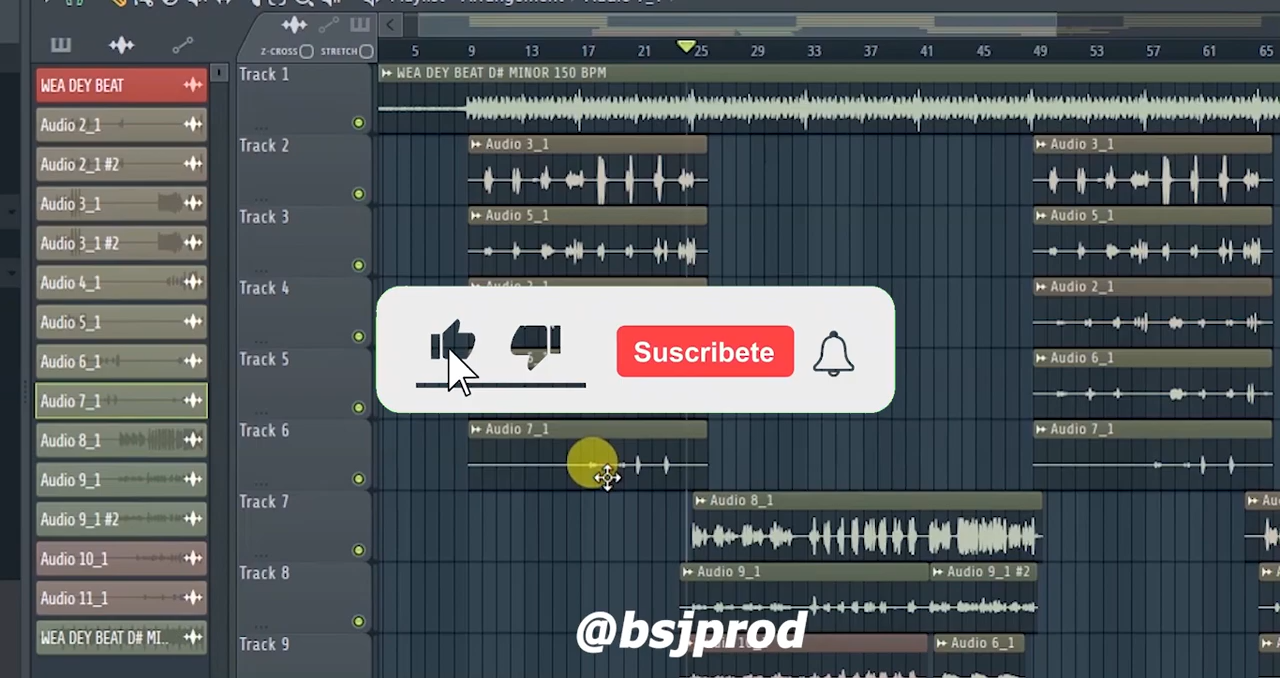 Z-CROSS STRETCH
5 9 13 17 21 25 29 33 37 41 45 49 53 57 61 65
WEA DEY BEAT
Audio 2_1
Audio 2_1 #2
Audio 3_1
Audio 3_1 #2
Audio 4_1
Audio 5_1
Audio 6_1
Audio 7_1
Audio 8_1
Audio 9_1
Audio 9_1 #2
Audio 10_1
Audio 11_1
WEA DEY BEAT D# MI...
Track 1
WEA DEY BEAT D# MINOR 150 BPM
Track 2
Audio 3_1 Audio 3_1
Track 3
Audio 5_1 Audio 5_1
Track 4
Audio 2_1
Track 5
Audio 6_1
Suscribete
Track 6
Audio 7_1 Audio 7_1
Track 7
Audio 8_1
Track 8
Audio 9_1 Audio 9_1 #2
Track 9
Audio 6_1
@bsjprod